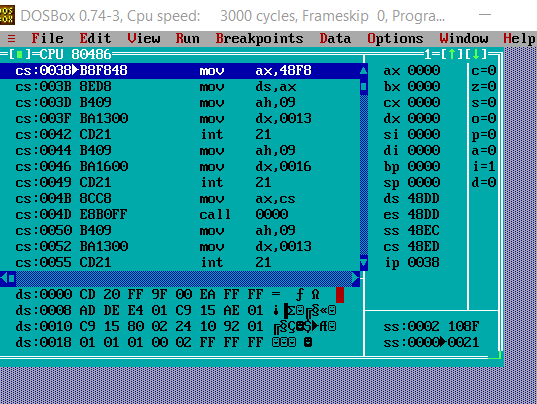 DOSBox 0.74-3, Cpu speed: 3000 cycles, Frameskip 0, Progra...
≡ File Edit View Run Breakpoints Data Options Window Help
[■]=CPU 80486 1=[↑][↓]
cs:0038►B8F848 mov ax,48F8 ax 0000 c=0
cs:003B 8ED8 mov ds,ax bx 0000 z=0
cs:003D B409 mov ah,09 cx 0000 s=0
cs:003F BA1300 mov dx,0013 dx 0000 o=0
cs:0042 CD21 int 21 si 0000 p=0
cs:0044 B409 mov ah,09 di 0000 a=0
cs:0046 BA1600 mov dx,0016 bp 0000 i=1
cs:0049 CD21 int 21 sp 0000 d=0
cs:004B 8CC8 mov ax,cs ds 48DD
cs:004D E8B0FF call 0000 es 48DD
cs:0050 B409 mov ah,09 ss 48EC
cs:0052 BA1300 mov dx,0013 cs 48ED
cs:0055 CD21 int 21 ip 0038
ds:0000 CD 20 FF 9F 00 EA FF FF = ƒ Ω
ds:0008 AD DE E4 01 C9 15 AE 01
ds:0010 C9 15 80 02 24 10 92 01 ss:0002 108F
ds:0018 01 01 01 00 02 FF FF FF ss:0000►0021